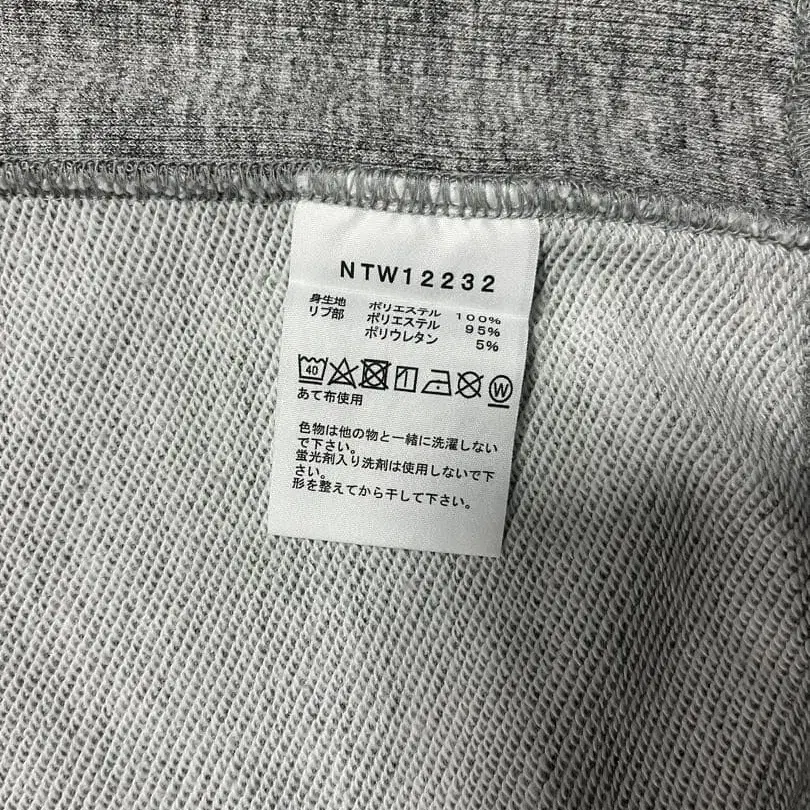 NTW12232
身生地 ポリエステル 100%
リブ部 ポリエステル 95%
ポリウレタン 5%
40 W
あて布使用
色物は他の物と一緒に洗濯しない
で下さい。
蛍光剤入り洗剤は使用しないで下
さい。
形を整えてから干して下さい。